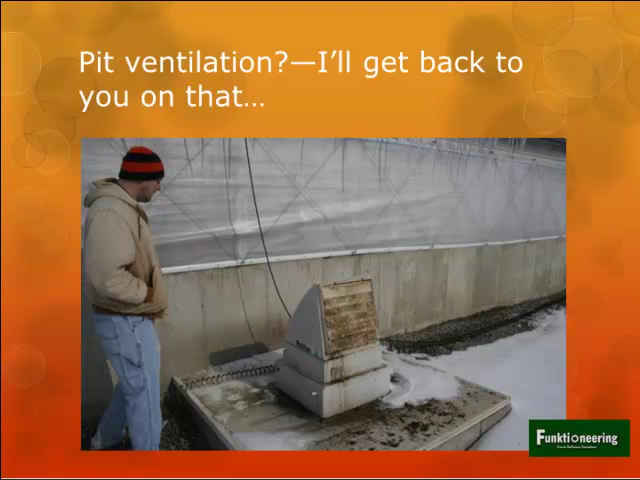 Pit ventilation?—I’ll get back to
you on that…
Funktioneering